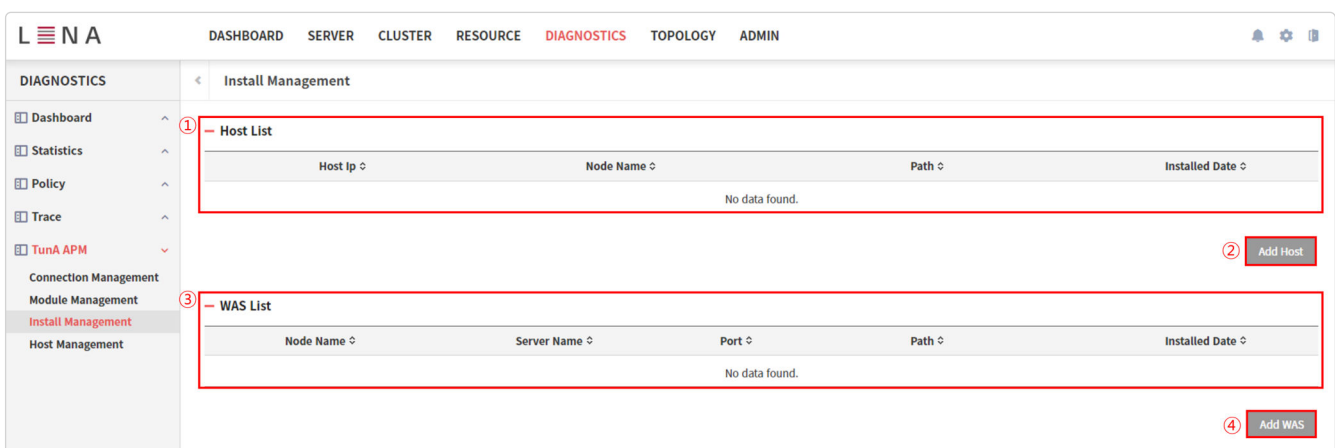 LENA
DASHBOARD SERVER CLUSTER RESOURCE DIAGNOSTICS TOPOLOGY ADMIN
DIAGNOSTICS
Install Management
Dashboard
Statistics
Policy
Trace
TunA APM
Connection Management
Module Management
Install Management
Host Management
①
Host List
Host Ip Node Name Path Installed Date
No data found.
② Add Host
③
WAS List
Node Name Server Name Port Path Installed Date
No data found.
④ Add WAS